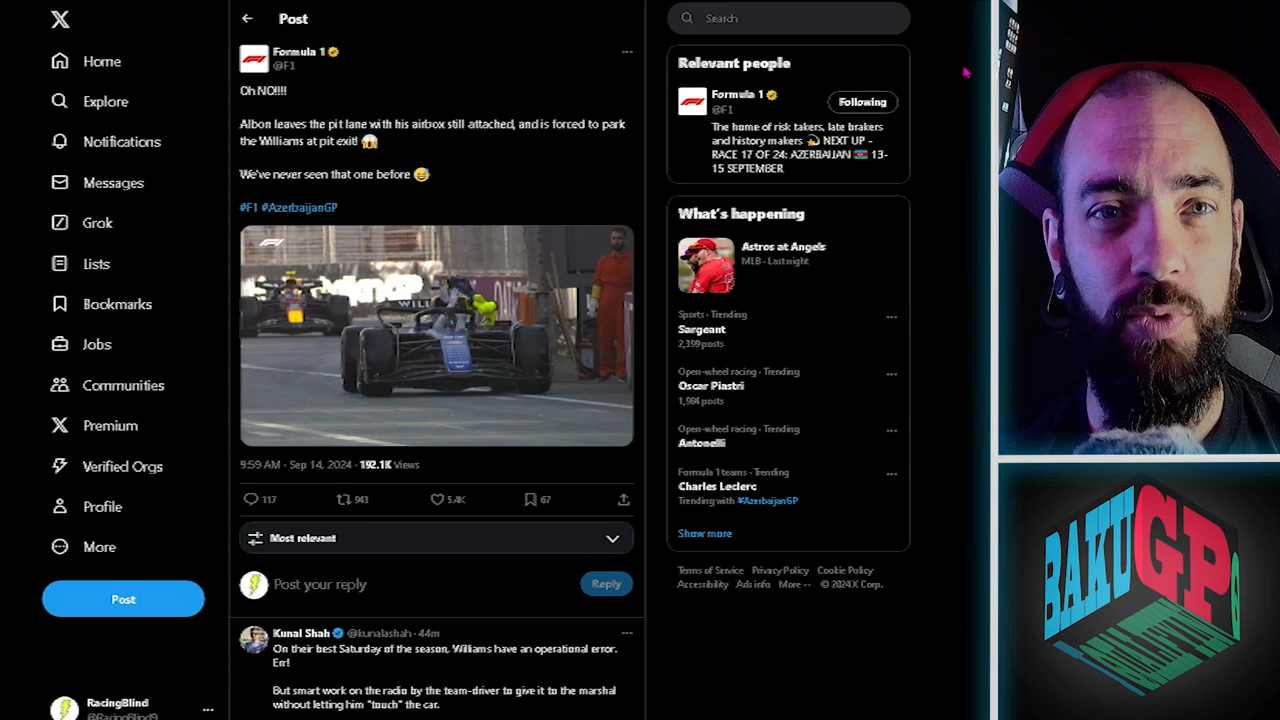 Home
Explore
Notifications
Messages
Grok
Lists
Bookmarks
Jobs
Communities
Premium
Verified Orgs
Profile
More
Post
RacingBlind
@RacingBlind9
Post
Formula 1
@F1
Oh NO!!!!
Albon leaves the pit lane with his airbox still attached, and is forced to park
the Williams at pit exit! 😱
We've never seen that one before 😅
#F1 #AzerbaijanGP
9:59 AM · Sep 14, 2024 · 192.1K Views
117
943
5.4K
67
Most relevant
Post your reply
Reply
Kunal Shah @kunalashah · 44m
On their best Saturday of the season, Williams have an operational error.
Err!
But smart work on the radio by the team-driver to give it to the marshal
without letting him "touch" the car.
Search
Relevant people
Formula 1
@F1
Following
The home of risk takers, late brakers
and history makers 💫 NEXT UP -
RACE 17 OF 24: AZERBAIJAN 🇦🇿 13-
15 SEPTEMBER
What's happening
Astros at Angels
MLB · Last night
Sports · Trending
Sargeant
2,399 posts
Open-wheel racing · Trending
Oscar Piastri
1,984 posts
Open-wheel racing · Trending
Antonelli
Formula 1 teams · Trending
Charles Leclerc
Trending with #AzerbaijanGP
Show more
Terms of Service Privacy Policy Cookie Policy
Accessibility Ads info More ··· © 2024 X Corp.
BAKU
GP